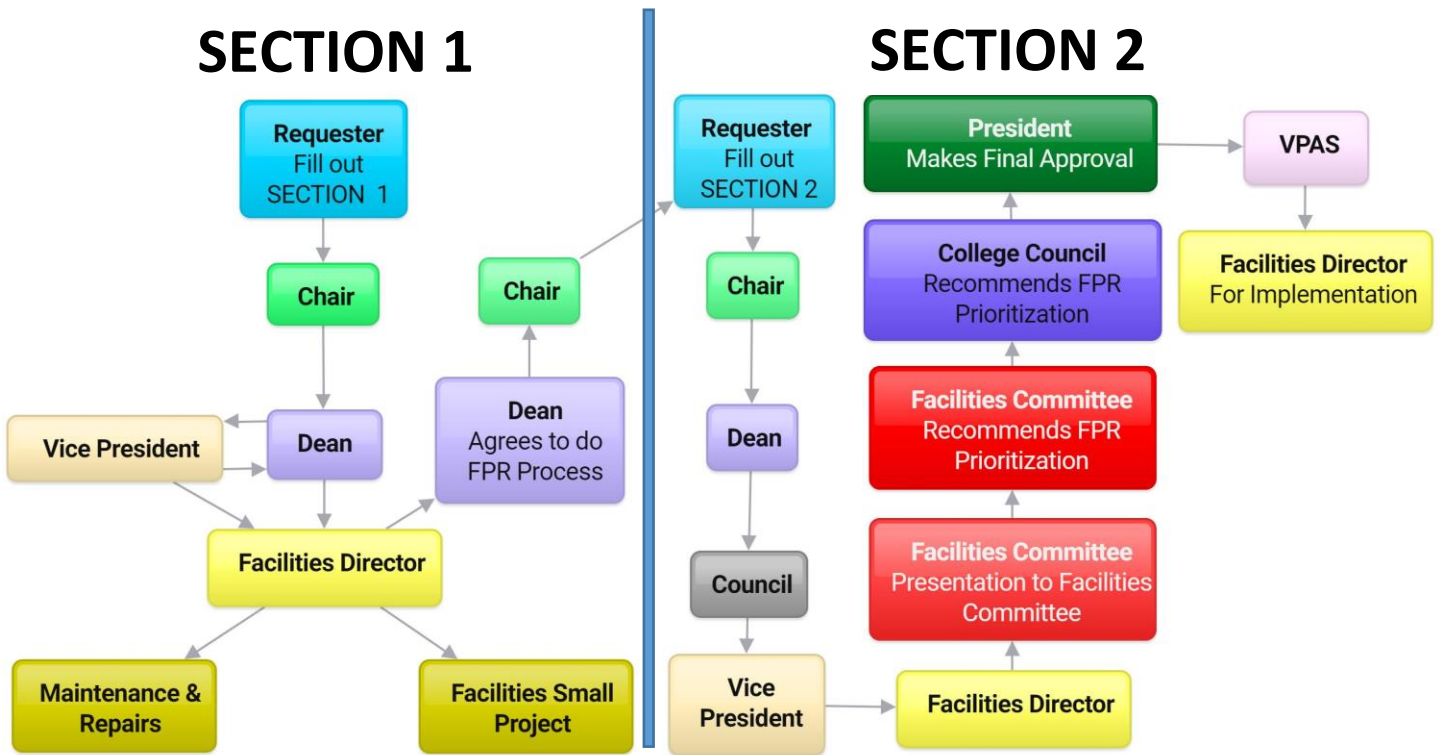 SECTION 1
Requester
Fill out
SECTION 1
Chair
Vice President
Dean
Facilities Director
Maintenance &
Repairs
Facilities Small
Project
Dean
Agrees to do
FPR Process
Chair
SECTION 2
Requester
Fill out
SECTION 2
Chair
Dean
Council
Vice
President
Facilities Director
Facilities Committee
Presentation to Facilities
Committee
Facilities Committee
Recommends FPR
Prioritization
College Council
Recommends FPR
Prioritization
President
Makes Final Approval
VPAS
Facilities Director
For Implementation